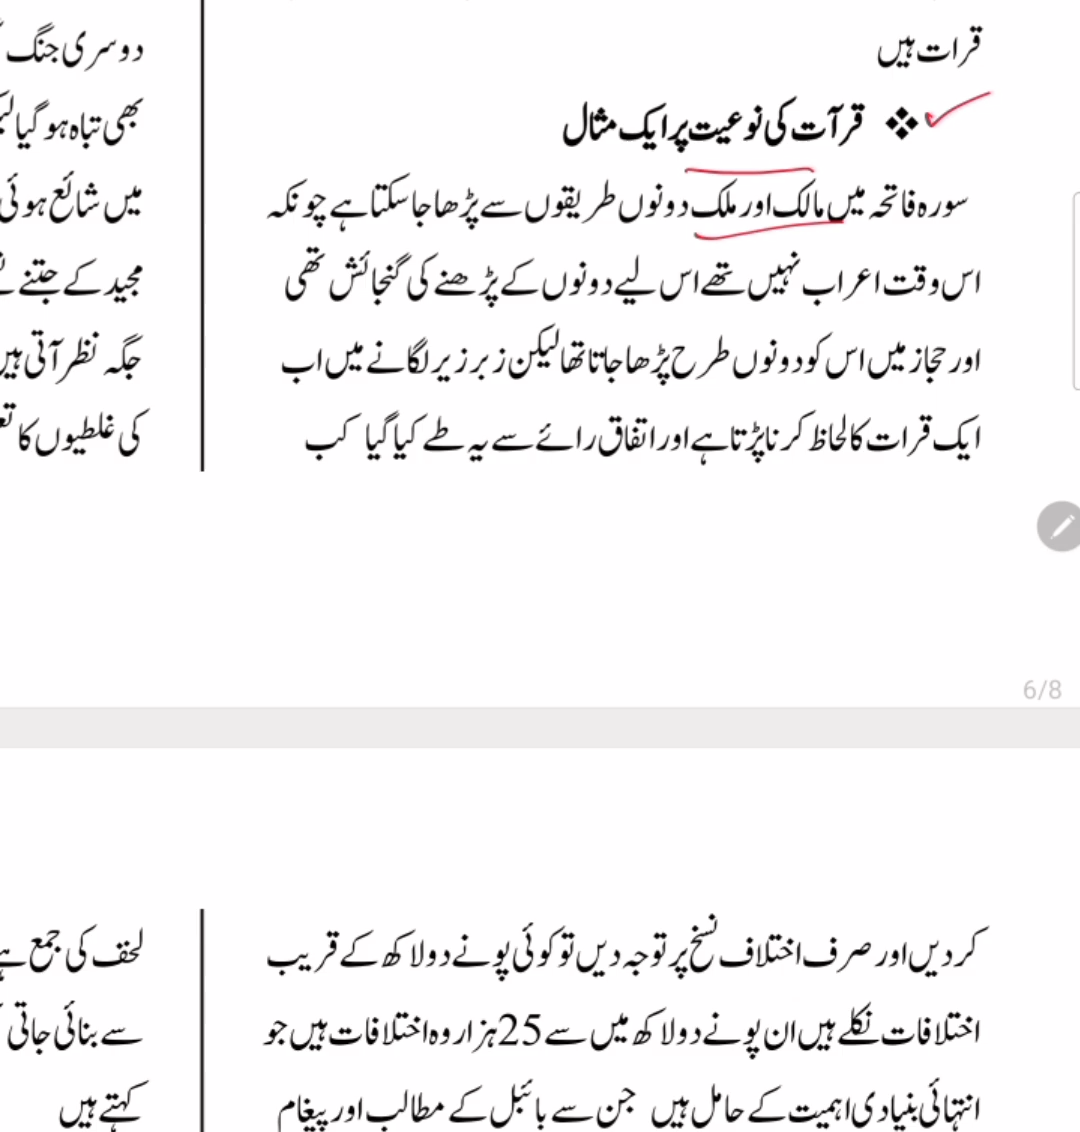 قرات ہیں
❖ قرآت کی نوعیت پر ایک مثال
سورہ فاتحہ میں مالک اور ملک دونوں طریقوں سے پڑھا جا سکتا ہے چونکہ
اس وقت اعراب نہیں تھے اس لیے دونوں کے پڑھنے کی گنجائش تھی
اور حجاز میں اس کو دونوں طرح پڑھا جاتا تھا لیکن زبر زیر لگانے میں اب
ایک قرات کا لحاظ کرنا پڑتا ہے اور اتفاق رائے سے یہ طے کیا گیا کب
دوسری جنگ
بھی تباہ ہو گیا
میں شائع ہوئی
مجید کے جتنے
جگہ نظر آتی ہیں
کی غلطیوں کا
6/8
کر دیں اور صرف اختلاف نسخ پر توجہ دیں تو کوئی پونے دو لاکھ کے قریب
اختلافات نکلے ہیں ان پونے دو لاکھ میں سے 25 ہزار وہ اختلافات ہیں جو
انتہائی بنیادی اہمیت کے حامل ہیں جن سے بائبل کے مطالب اور پیغام
لخف کی جمع ہے
سے بنائی جاتی
کہتے ہیں